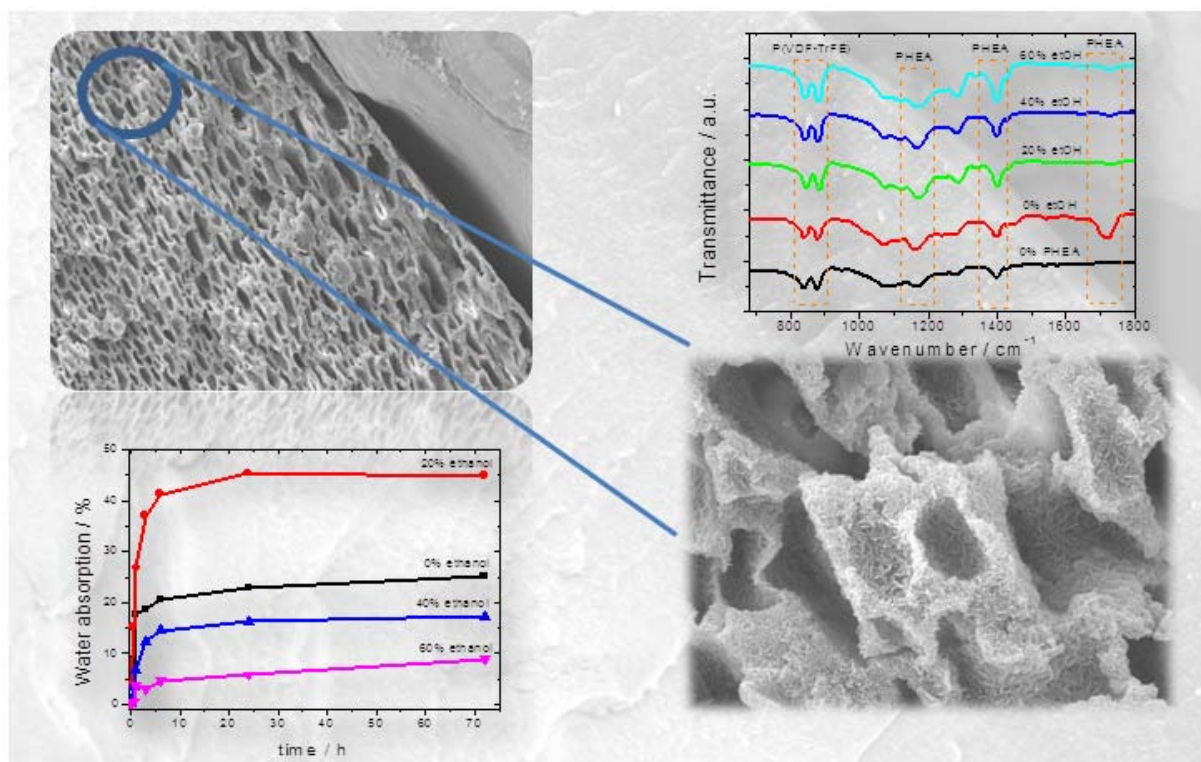 P(VDF-TrFE)
PHEA
PHEA
PHEA
60% etOH
40% etOH
20% etOH
0% etOH
0% PHEA
Transmittance / a.u.
800
1000
1200
1400
1600
1800
Wavenumber / cm⁻¹
50
40
30
20
10
0
20% ethanol
0% ethanol
40% ethanol
60% ethanol
Water absorption / %
0
10
20
30
40
50
60
70
time / h